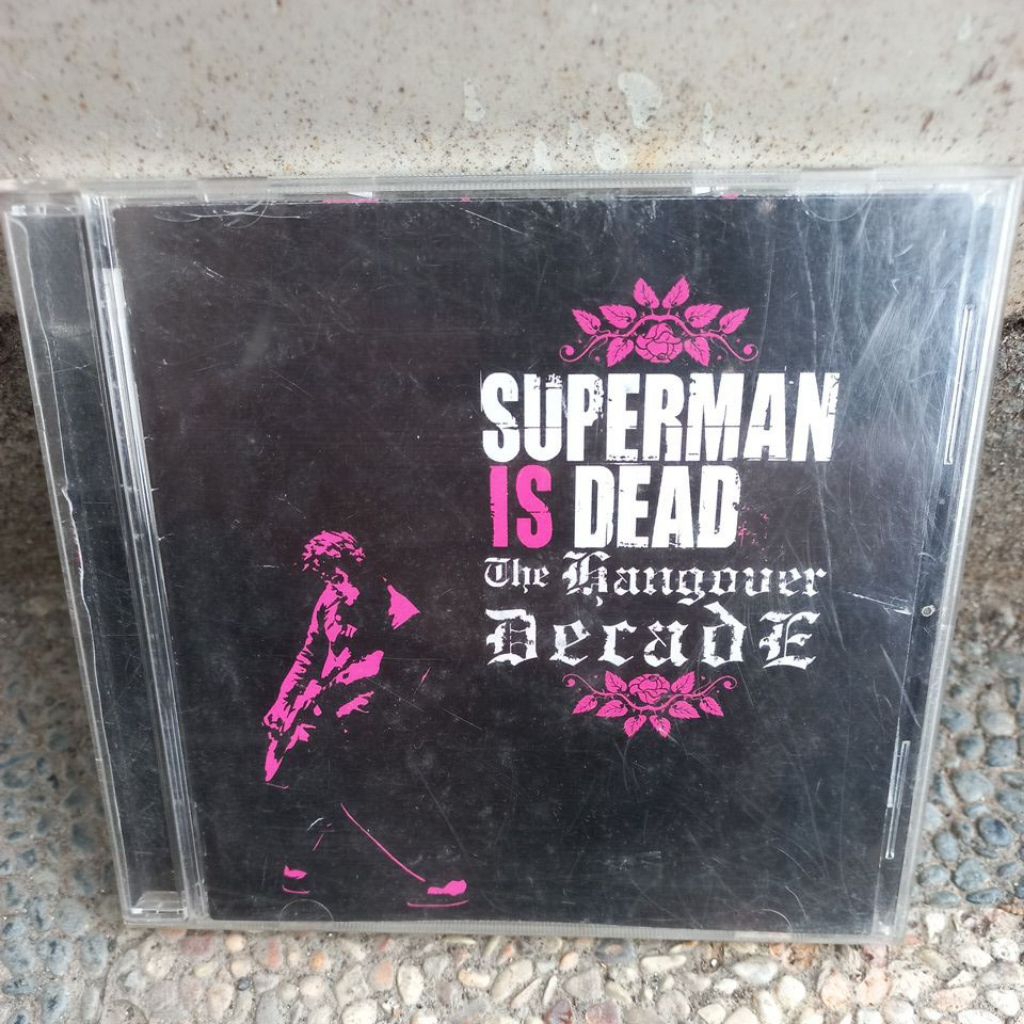 SUPERMAN
IS DEAD
The Hangover
DecadE